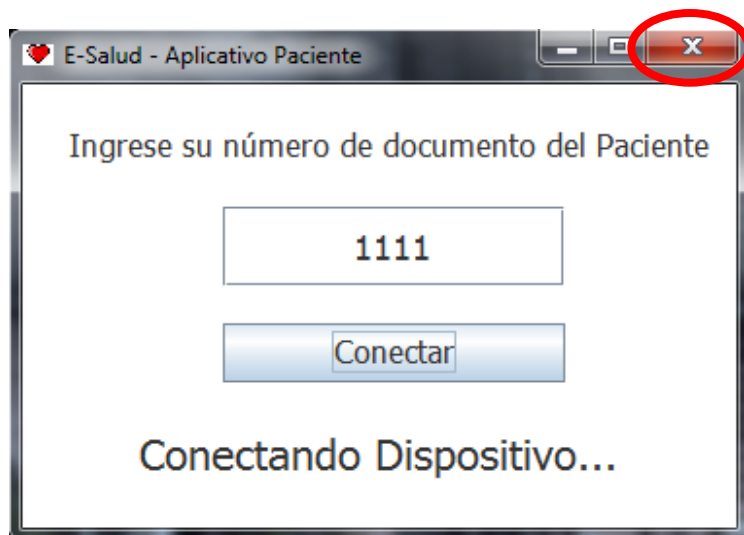 E-Salud - Aplicativo Paciente
Ingrese su número de documento del Paciente
1111
Conectar
Conectando Dispositivo...